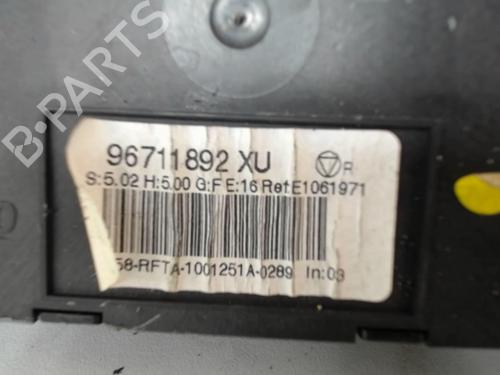 96711892 XU
R
S:5.02 H:5.00 G:F E:16 Ref:E1061971
58-RFTA-1001251A-0289 In:03
B-PARTS